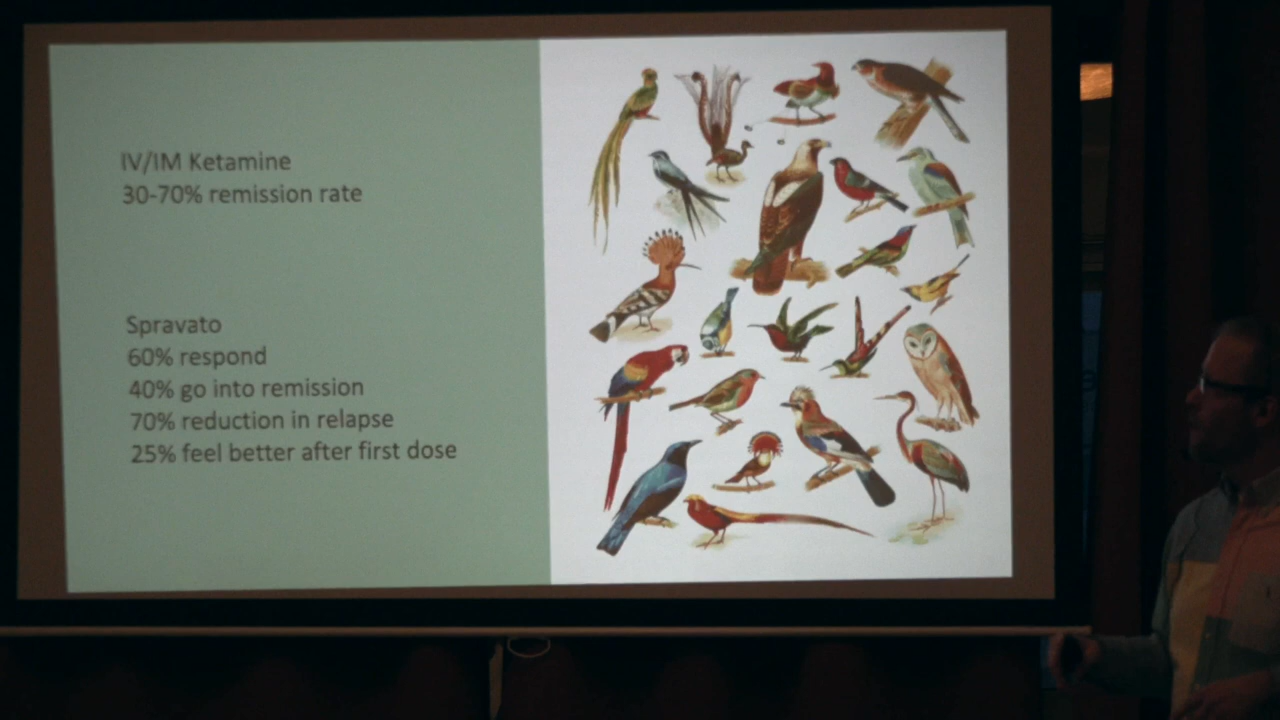 IV/IM Ketamine
30-70% remission rate
Spravato
60% respond
40% go into remission
70% reduction in relapse
25% feel better after first dose